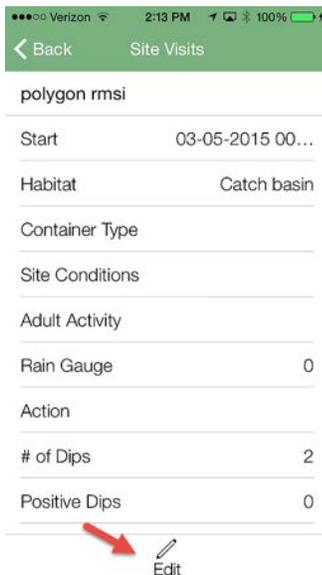 Verizon 2:13 PM 100%
Back Site Visits
polygon rmsi
Start 03-05-2015 00...
Habitat Catch basin
Container Type
Site Conditions
Adult Activity
Rain Gauge 0
Action
# of Dips 2
Positive Dips 0
Edit